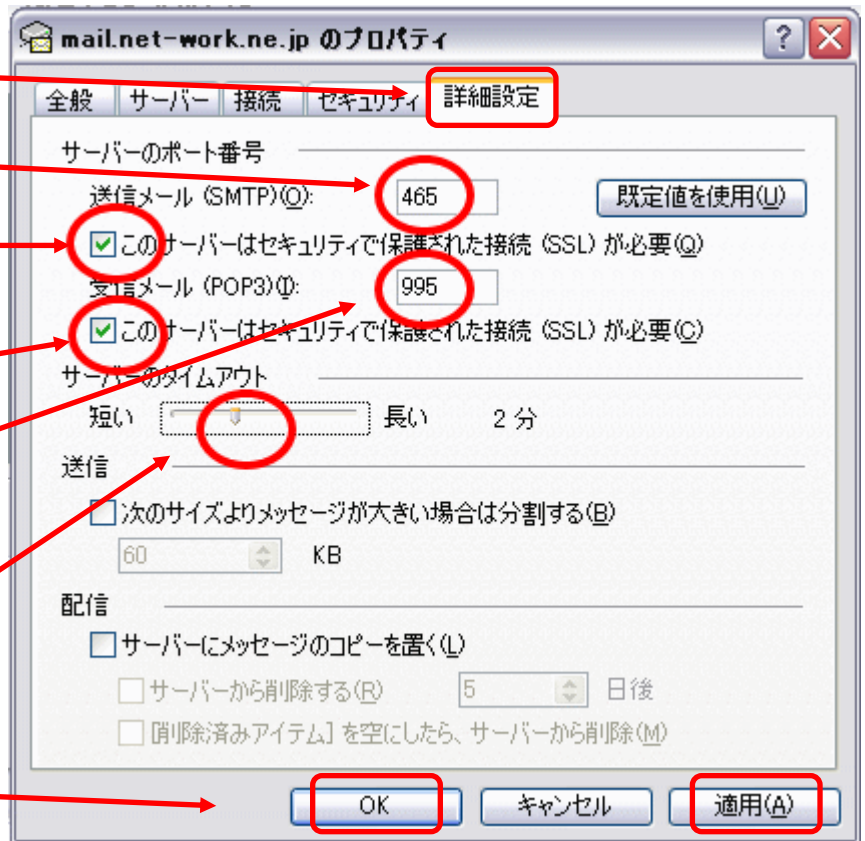 mail.net-work.ne.jp のプロパティ
全般 サーバー 接続 セキュリティ 詳細設定
サーバーのポート番号
送信メール (SMTP)(O): 465 既定値を使用(U)
このサーバーはセキュリティで保護された接続 (SSL) が必要(Q)
受信メール (POP3)(I): 995
このサーバーはセキュリティで保護された接続 (SSL) が必要(C)
サーバーのタイムアウト
短い 長い 2 分
送信
次のサイズよりメッセージが大きい場合は分割する(B)
60 KB
配信
サーバーにメッセージのコピーを置く(L)
サーバーから削除する(R) 5 日後
[削除済みアイテム] を空にしたら、サーバーから削除(M)
OK キャンセル 適用(A)